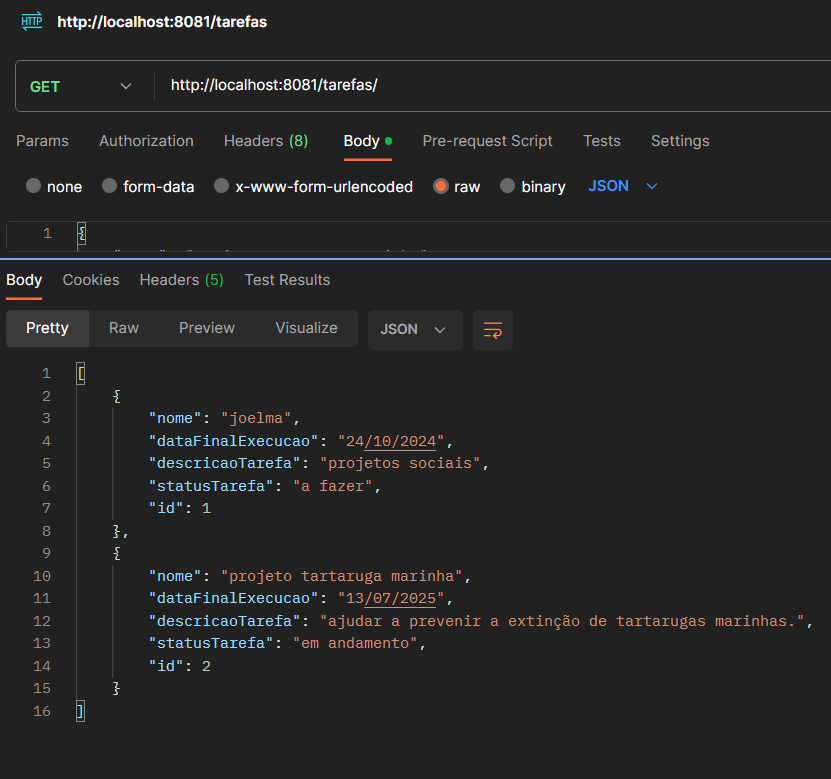 HTTP http://localhost:8081/tarefas
GET http://localhost:8081/tarefas/
Params Authorization Headers (8) Body Pre-request Script Tests Settings
none form-data x-www-form-urlencoded raw binary JSON
1 {
Body Cookies Headers (5) Test Results
Pretty Raw Preview Visualize JSON
1 [
2 {
3 "nome": "joelma",
4 "dataFinalExecucao": "24/10/2024",
5 "descricaoTarefa": "projetos sociais",
6 "statusTarefa": "a fazer",
7 "id": 1
8 },
9 {
10 "nome": "projeto tartaruga marinha",
11 "dataFinalExecucao": "13/07/2025",
12 "descricaoTarefa": "ajudar a prevenir a extinção de tartarugas marinhas.",
13 "statusTarefa": "em andamento",
14 "id": 2
15 }
16 ]